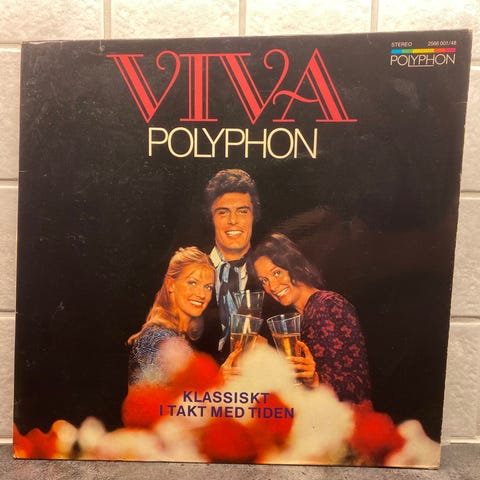 STEREO 2566 001/48
POLYPHON
VIVA
POLYPHON
KLASSISKT
I TAKT MED TIDEN